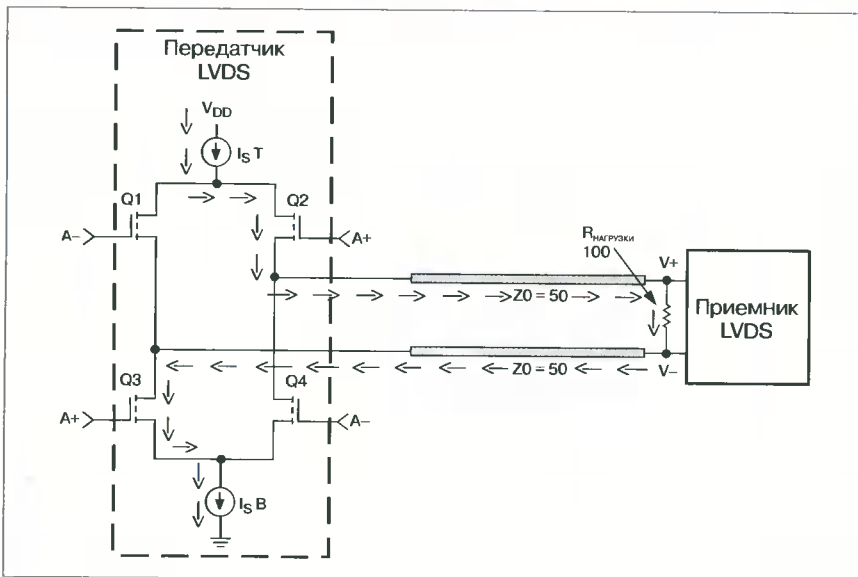 Передатчик
LVDS
V_DD
I_S T
Q1
Q2
A–
A+
R_НАГРУЗКИ
100
V+
Z0 = 50
Приемник
LVDS
Z0 = 50
V–
Q3
Q4
A+
A–
I_S B